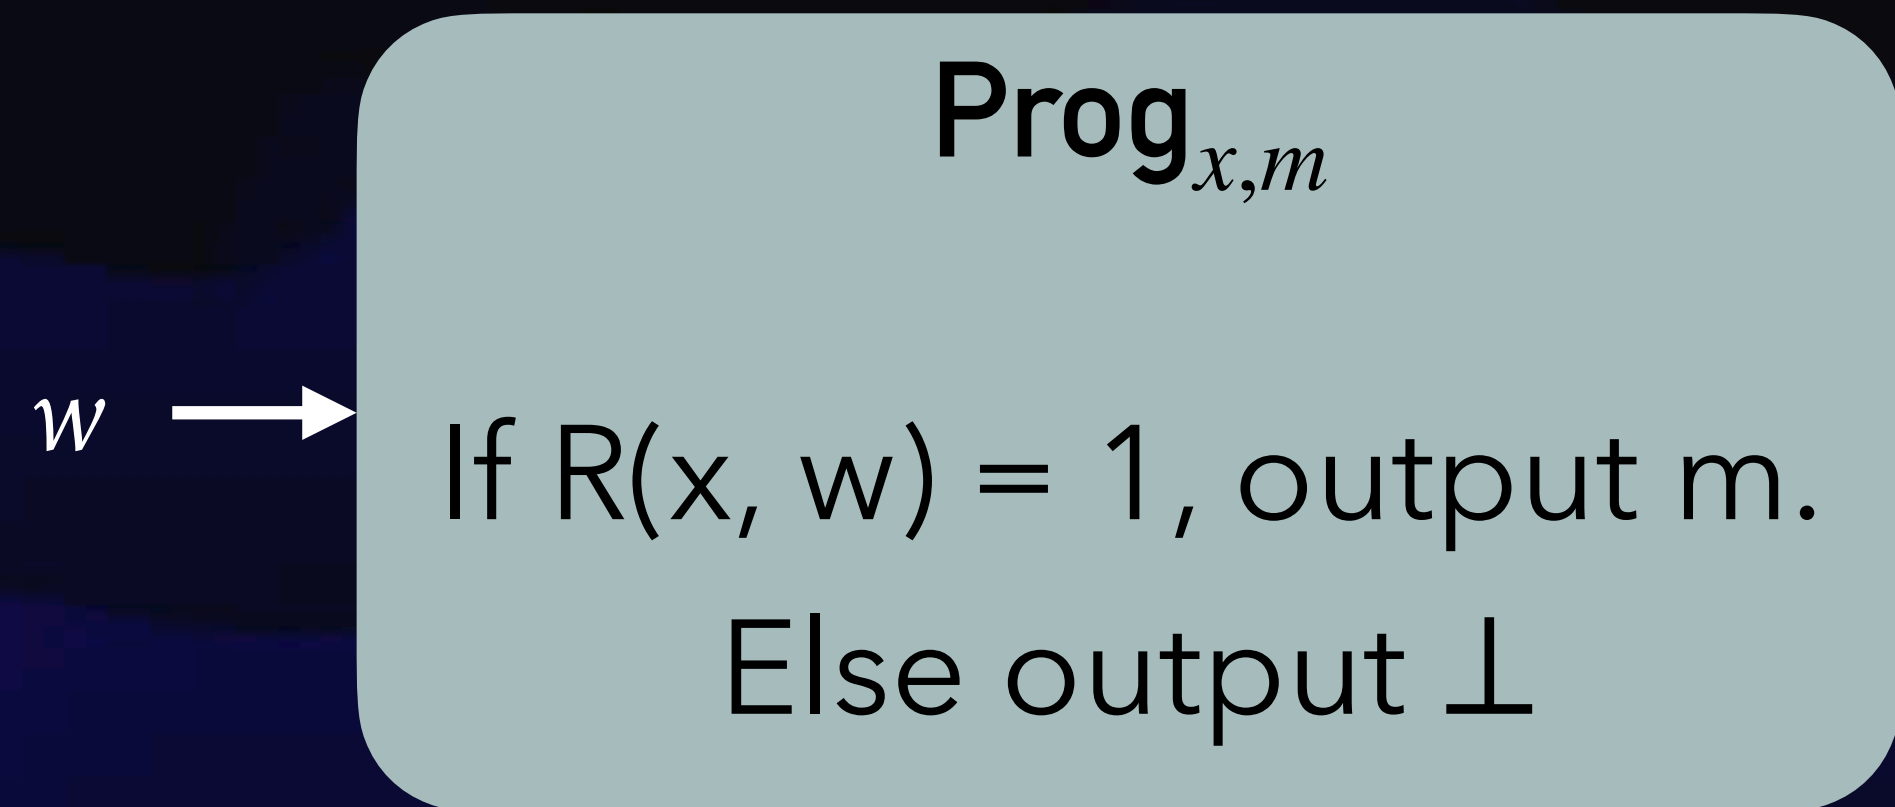 Prog_{x,m}
w
If R(x, w) = 1, output m.
Else output ⊥